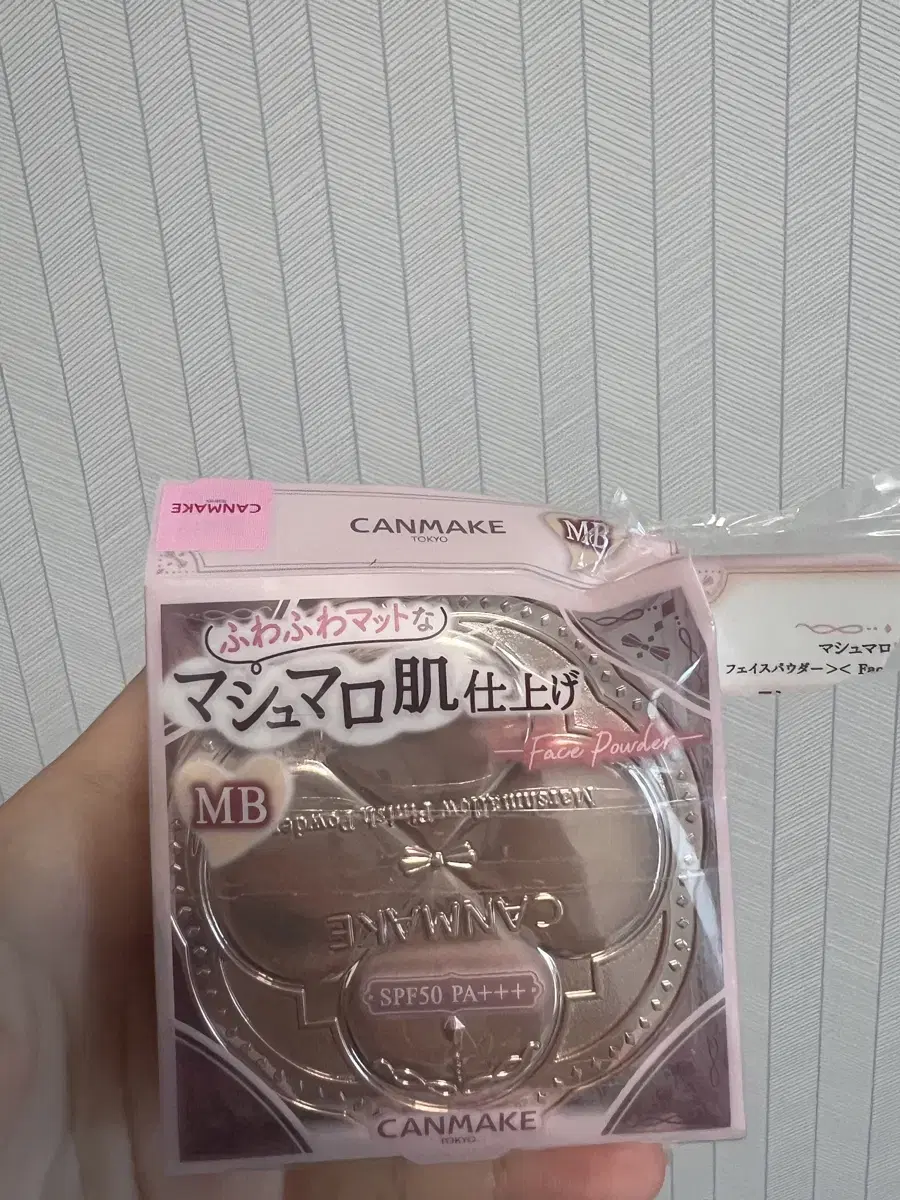 CANMAKE
TOKYO
CANMAKE
TOKYO
MB
ふわふわマットな
マシュマロ肌仕上げ
Face Powder
MB
Marshmallow Finish Powder
CANMAKE
SPF50 PA+++
CANMAKE
TOKYO
マシュマロ
フェイスパウダー>< Fac